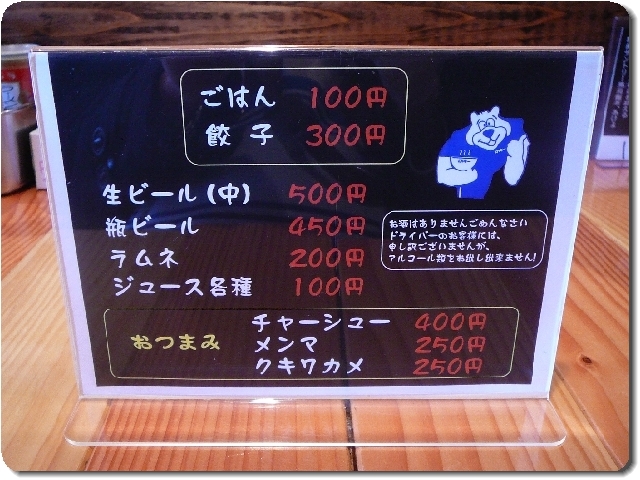 ごはん 100円
餃子 300円
生ビール(中) 500円
瓶ビール 450円
ラムネ 200円
ジュース各種 100円
お酒はありませんごめんなさい
ドライバーのお客様には、
申し訳ございませんが、
アルコール類をお出し出来ません!
おつまみ
チャーシュー 400円
メンマ 250円
クキワカメ 250円